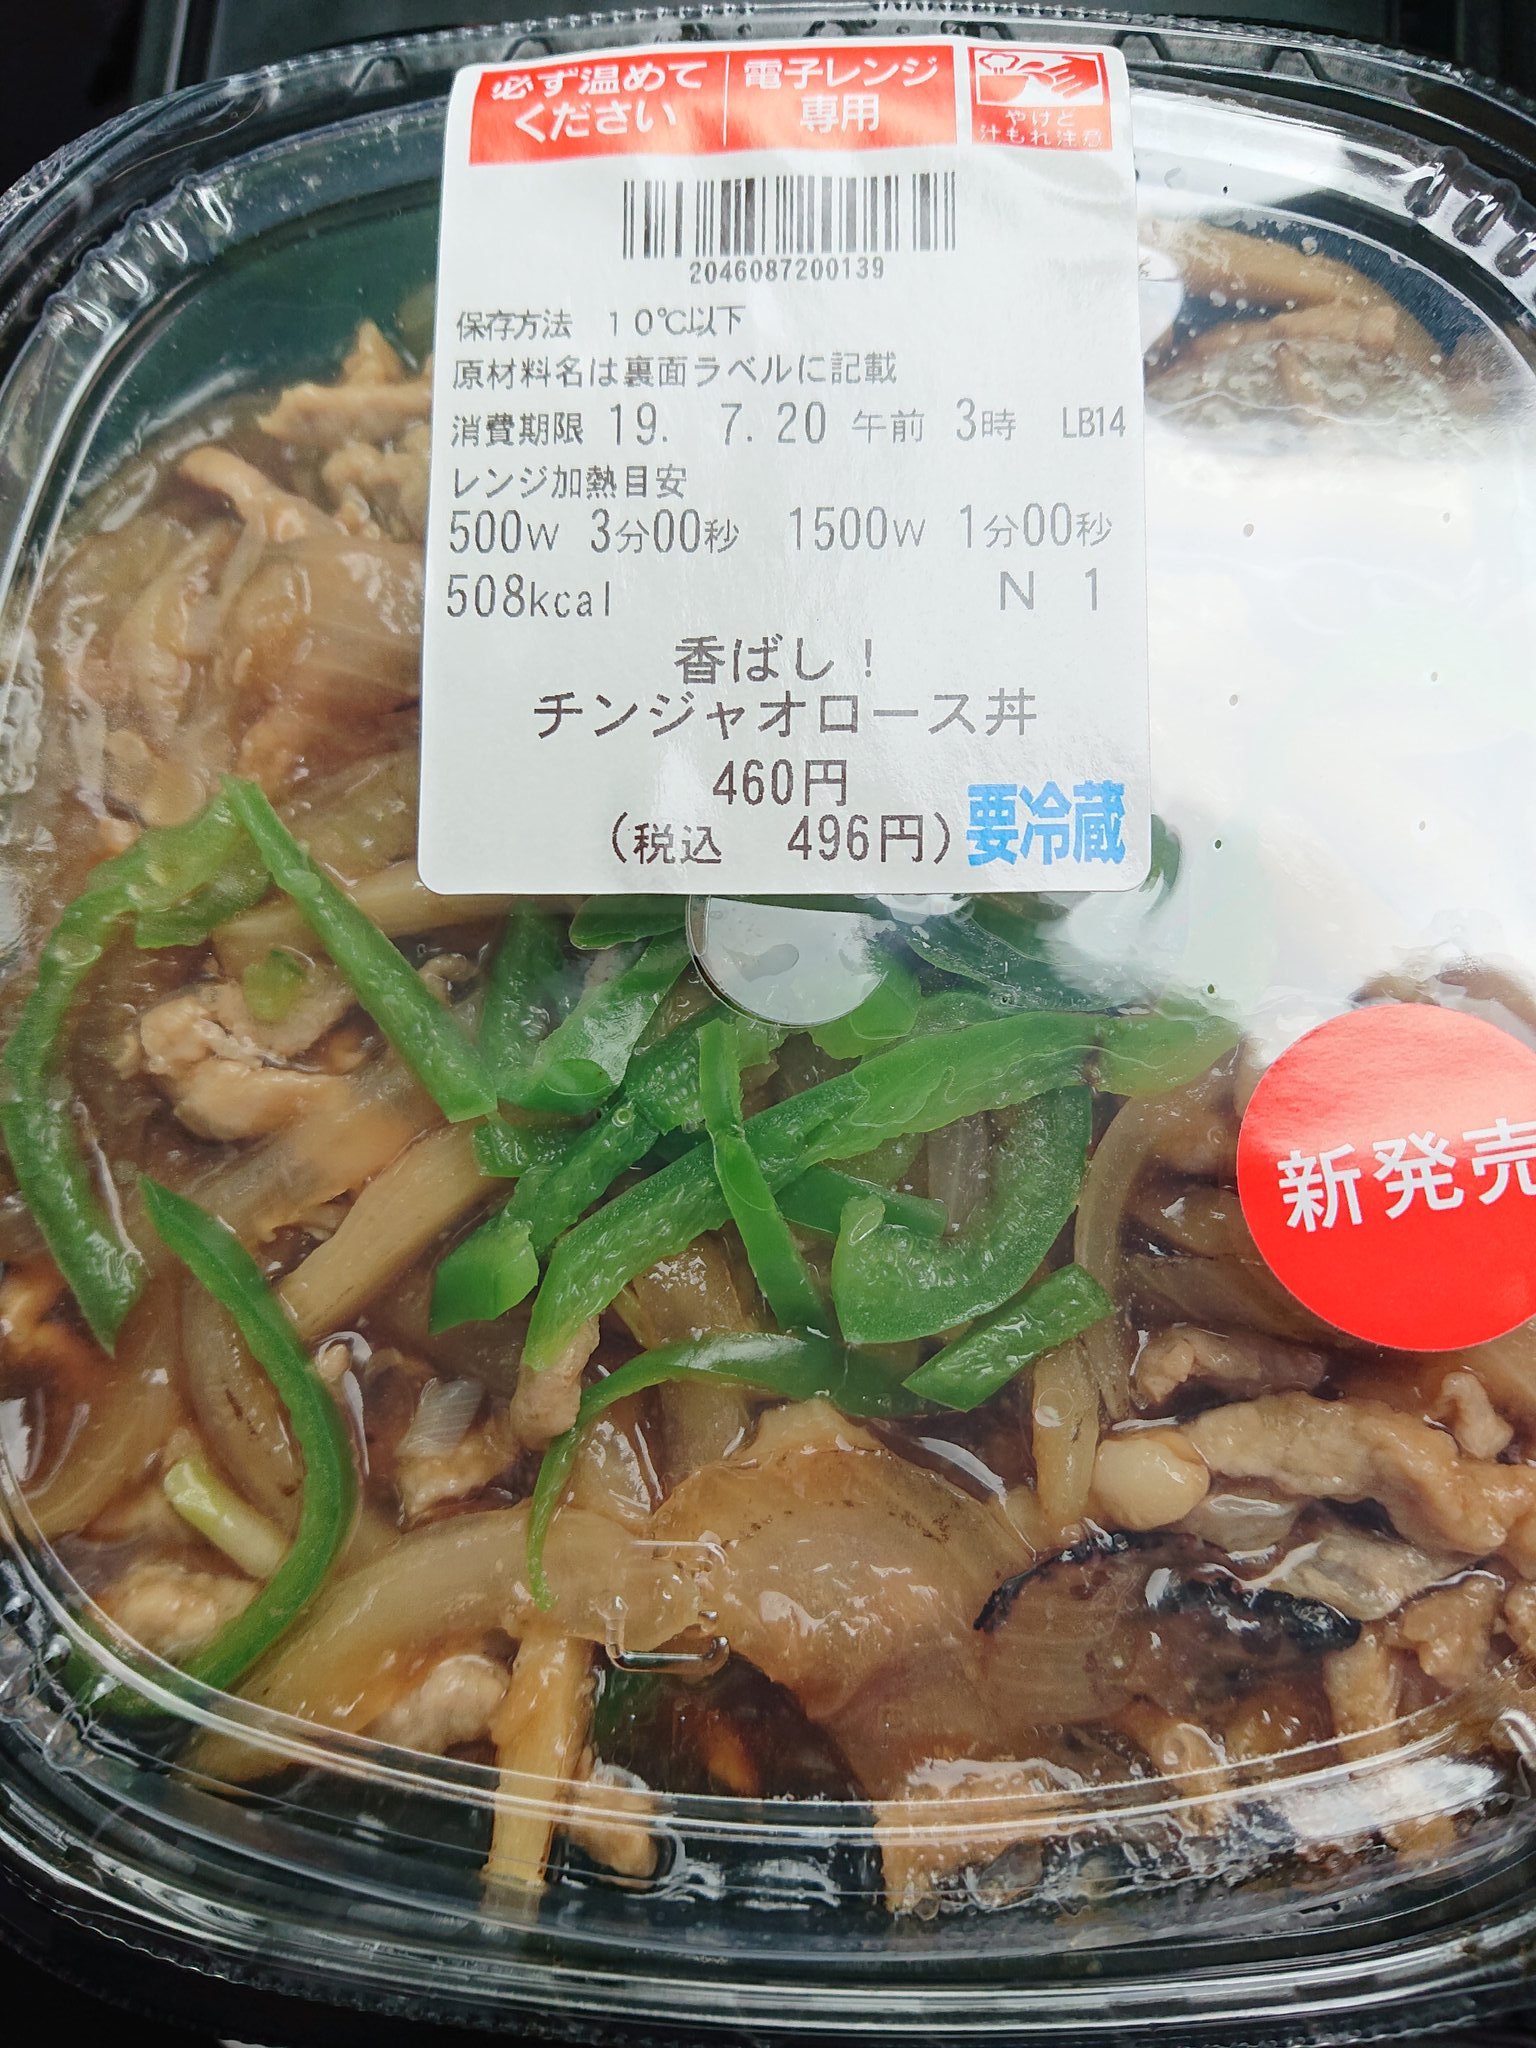 必ず温めて
ください
電子レンジ
専用
やけど
汁もれ注意
2046087200139
保存方法 10℃以下
原材料名は裏面ラベルに記載
消費期限 19. 7.20 午前 3時 LB14
レンジ加熱目安
500W 3分00秒 1500W 1分00秒
508kcal N 1
香ばし！
チンジャオロース丼
460円
(税込 496円)
要冷蔵
新発売